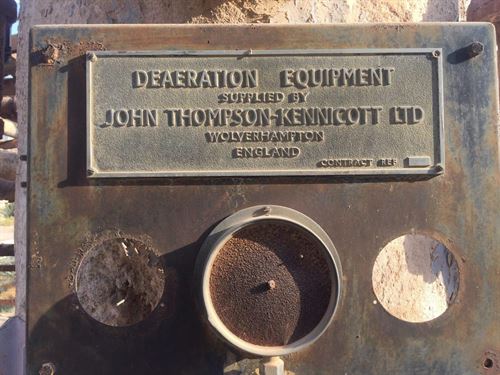 DEAERATION EQUIPMENT
SUPPLIED BY
JOHN THOMPSON-KENNICOTT LTD
WOLVERHAMPTON
ENGLAND
CONTRACT REF